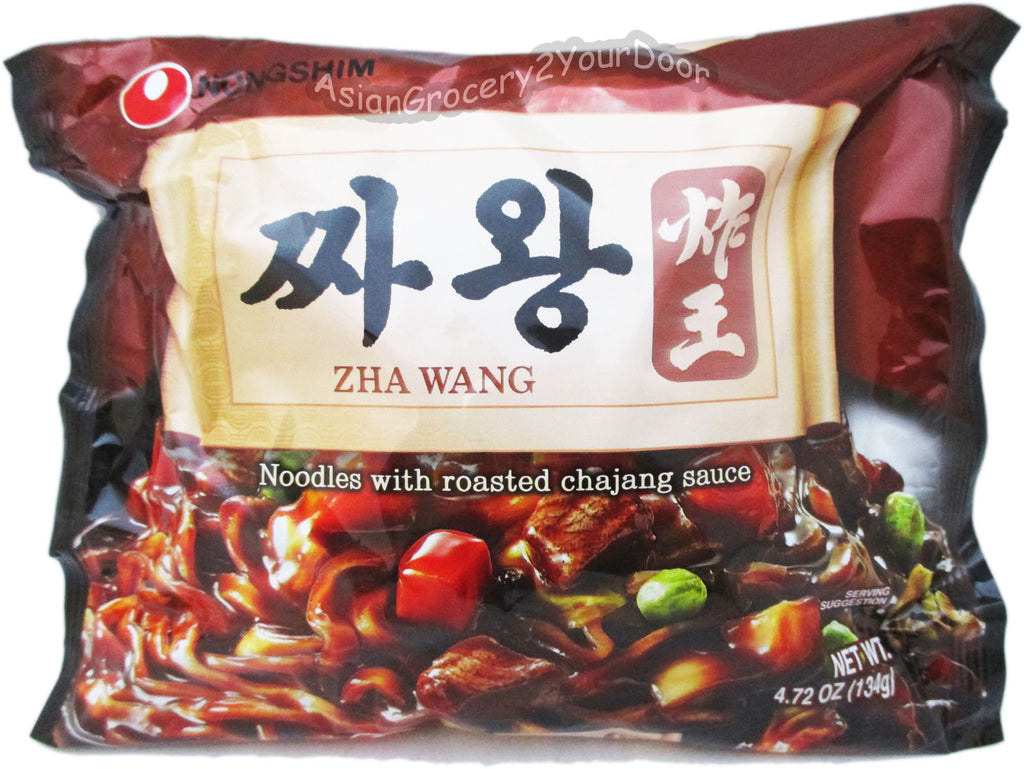 NONGSHIM
AsianGrocery2YourDoor
짜왕
炸王
ZHA WANG
Noodles with roasted chajang sauce
SERVING
SUGGESTION
NET WT.
4.72 OZ (134g)